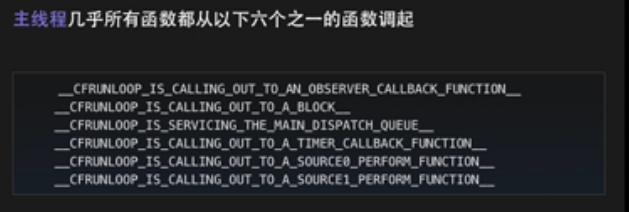 主线程几乎所有函数都从以下六个之一的函数调起
__CFRUNLOOP_IS_CALLING_OUT_TO_AN_OBSERVER_CALLBACK_FUNCTION__
__CFRUNLOOP_IS_CALLING_OUT_TO_A_BLOCK__
__CFRUNLOOP_IS_SERVICING_THE_MAIN_DISPATCH_QUEUE__
__CFRUNLOOP_IS_CALLING_OUT_TO_A_TIMER_CALLBACK_FUNCTION__
__CFRUNLOOP_IS_CALLING_OUT_TO_A_SOURCE0_PERFORM_FUNCTION__
__CFRUNLOOP_IS_CALLING_OUT_TO_A_SOURCE1_PERFORM_FUNCTION__